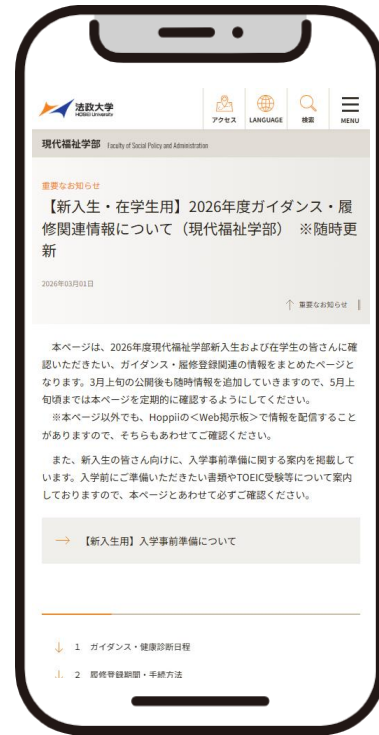 法政大学
HOSEI University
アクセス
LANGUAGE
検索
MENU
現代福祉学部 Faculty of Social Policy and Administration
重要なお知らせ
【新入生・在学生用】2026年度ガイダンス・履
修関連情報について（現代福祉学部） ※随時更
新
2026年03月01日
↑ 重要なお知らせ
本ページは、2026年度現代福祉学部新入生および在学生の皆さんに確
認いただきたい、ガイダンス・履修登録関連の情報をまとめたページと
なります。3月上旬の公開後も随時情報を追加していきますので、5月上
旬頃までは本ページを定期的に確認するようにしてください。
※本ページ以外でも、Hoppiiの<Web掲示板>で情報を配信すること
がありますので、そちらもあわせてご確認ください。
また、新入生の皆さん向けに、入学事前準備に関する案内を掲載して
います。入学前にご準備いただきたい書類やTOEIC受験等について案内
しておりますので、本ページとあわせて必ずご確認ください。
→ 【新入生用】入学事前準備について
↓ 1 ガイダンス・健康診断日程
↓ 2 履修登録期間・手続方法